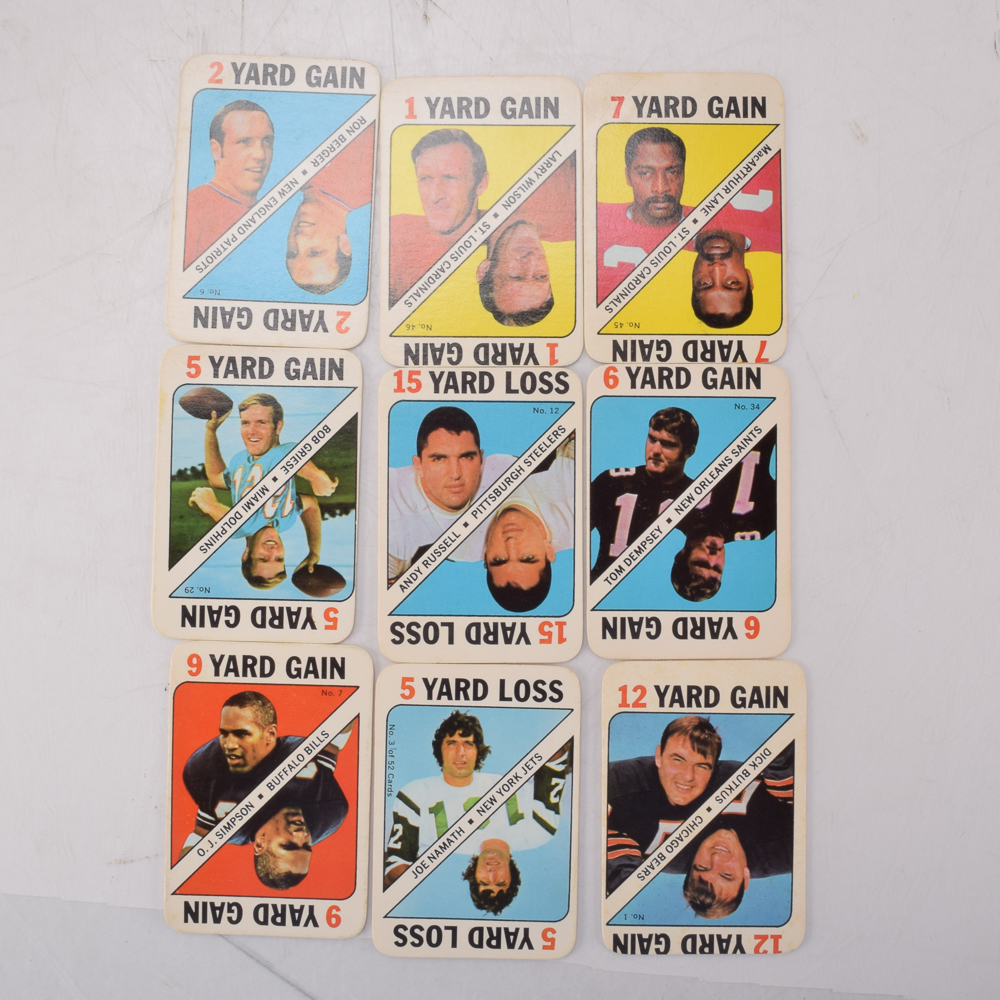 2 YARD GAIN
RON BERGER ▪ NEW ENGLAND PATRIOTS
No. 6
2 YARD GAIN
1 YARD GAIN
LARRY WILSON ▪ ST. LOUIS CARDINALS
No. 46
1 YARD GAIN
7 YARD GAIN
MacARTHUR LANE ▪ ST. LOUIS CARDINALS
No. 45
7 YARD GAIN
5 YARD GAIN
BOB GRIESE ▪ MIAMI DOLPHINS
No. 29
5 YARD GAIN
15 YARD LOSS
No. 12
ANDY RUSSELL ▪ PITTSBURGH STEELERS
15 YARD LOSS
6 YARD GAIN
No. 34
TOM DEMPSEY ▪ NEW ORLEANS SAINTS
6 YARD GAIN
9 YARD GAIN
No. 7
O. J. SIMPSON ▪ BUFFALO BILLS
9 YARD GAIN
5 YARD LOSS
No. 3 of 52 Cards
JOE NAMATH ▪ NEW YORK JETS
5 YARD LOSS
12 YARD GAIN
DICK BUTKUS ▪ CHICAGO BEARS
No. 1
12 YARD GAIN